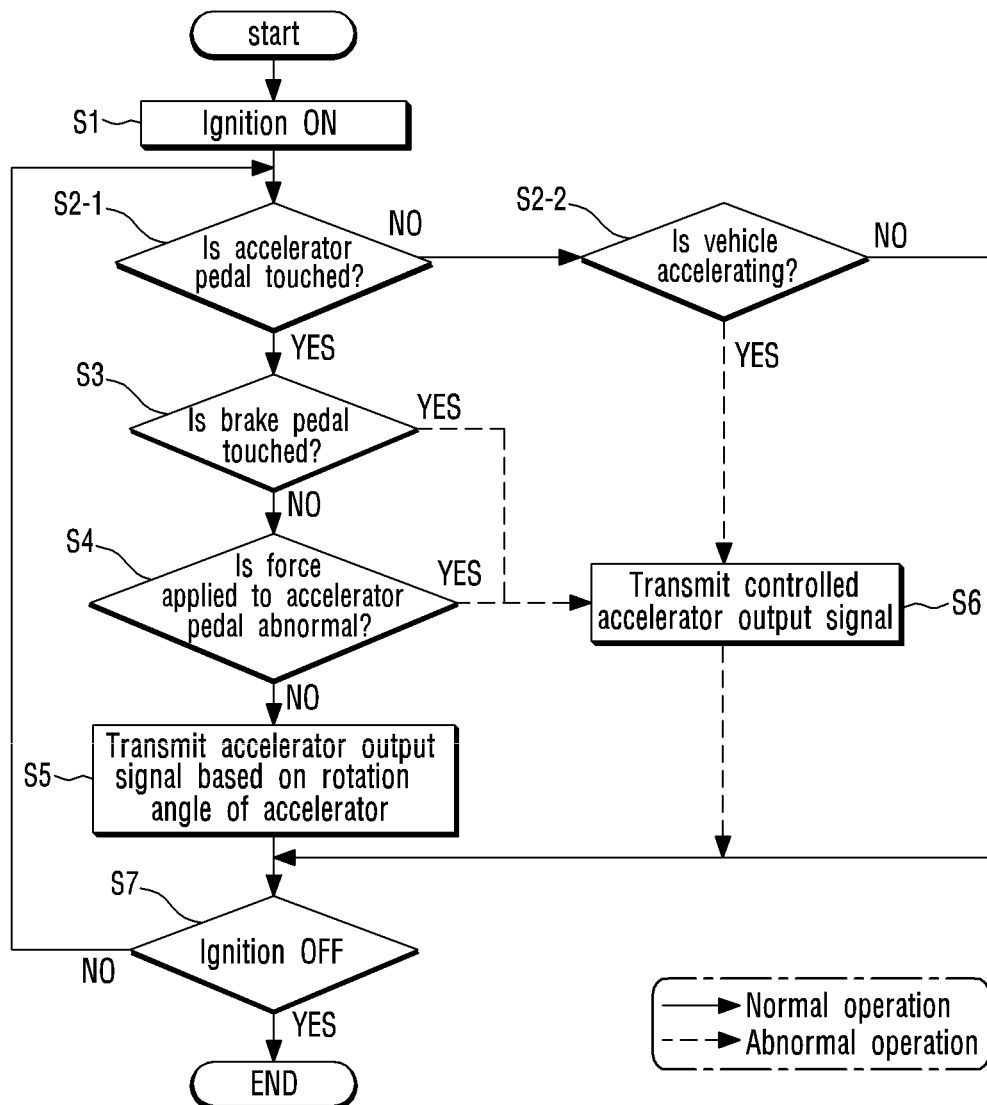 start
S1
Ignition ON
S2-1
Is accelerator
pedal touched?
NO
S2-2
Is vehicle
accelerating?
NO
YES
YES
S3
Is brake pedal
touched?
YES
NO
S4
Is force
applied to accelerator
pedal abnormal?
YES
Transmit controlled
accelerator output signal
S6
NO
S5
Transmit accelerator output
signal based on rotation
angle of accelerator
S7
Ignition OFF
NO
YES
END
Normal operation
Abnormal operation